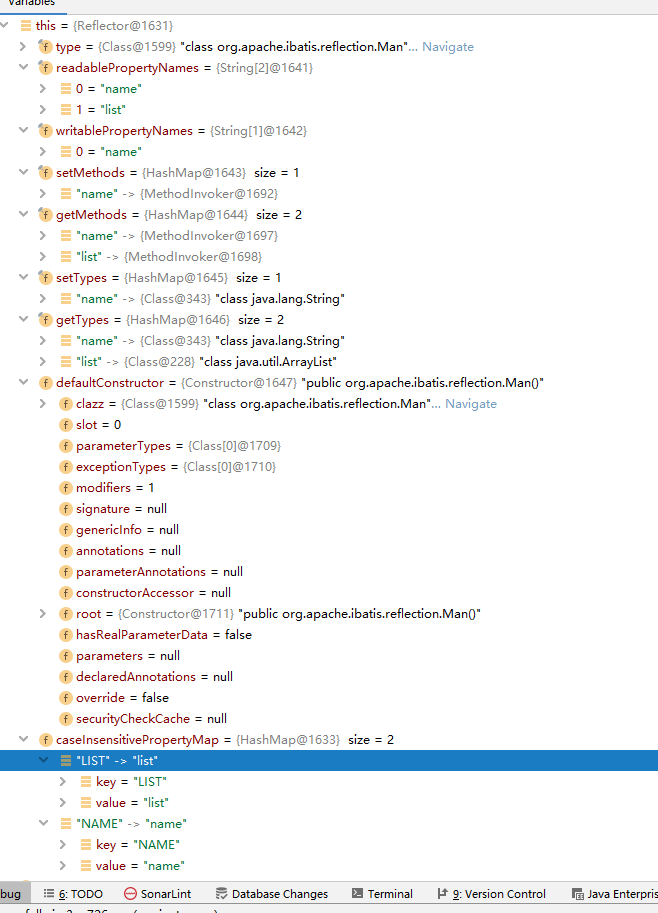 Variables
this = {Reflector@1631}
type = {Class@1599} "class org.apache.ibatis.reflection.Man"... Navigate
readablePropertyNames = {String[2]@1641}
0 = "name"
1 = "list"
writablePropertyNames = {String[1]@1642}
0 = "name"
setMethods = {HashMap@1643} size = 1
"name" -> {MethodInvoker@1692}
getMethods = {HashMap@1644} size = 2
"name" -> {MethodInvoker@1697}
"list" -> {MethodInvoker@1698}
setTypes = {HashMap@1645} size = 1
"name" -> {Class@343} "class java.lang.String"
getTypes = {HashMap@1646} size = 2
"name" -> {Class@343} "class java.lang.String"
"list" -> {Class@228} "class java.util.ArrayList"
defaultConstructor = {Constructor@1647} "public org.apache.ibatis.reflection.Man()"
clazz = {Class@1599} "class org.apache.ibatis.reflection.Man"... Navigate
slot = 0
parameterTypes = {Class[0]@1709}
exceptionTypes = {Class[0]@1710}
modifiers = 1
signature = null
genericInfo = null
annotations = null
parameterAnnotations = null
constructorAccessor = null
root = {Constructor@1711} "public org.apache.ibatis.reflection.Man()"
hasRealParameterData = false
parameters = null
declaredAnnotations = null
override = false
securityCheckCache = null
caseInsensitivePropertyMap = {HashMap@1633} size = 2
"LIST" -> "list"
key = "LIST"
value = "list"
"NAME" -> "name"
key = "NAME"
value = "name"
bug 6: TODO SonarLint Database Changes Terminal 9: Version Control Java Enterpris